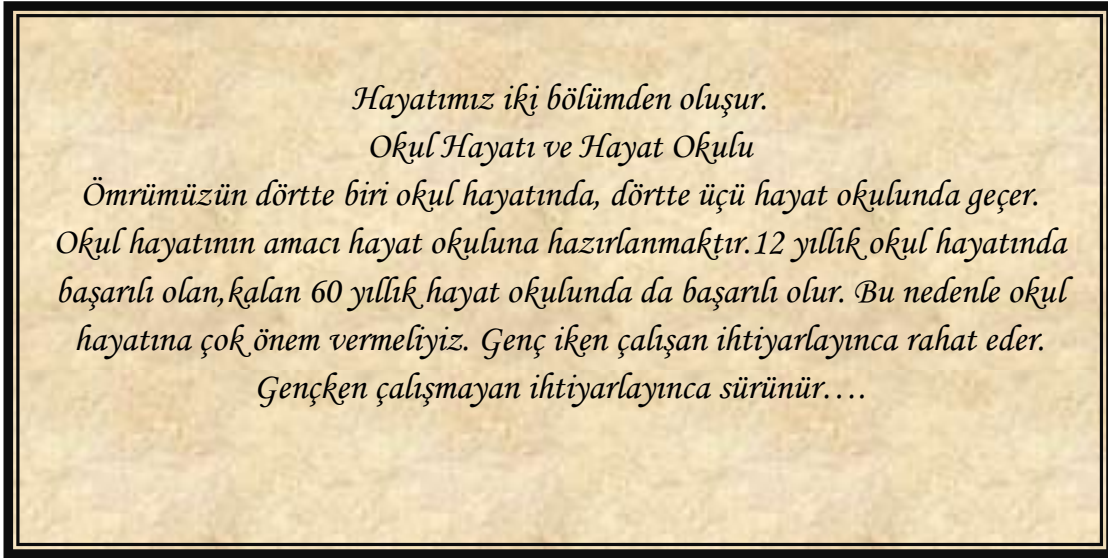 Hayatımız iki bölümden oluşur.
Okul Hayatı ve Hayat Okulu
Ömrümüzün dörtte biri okul hayatında, dörtte üçü hayat okulunda geçer.
Okul hayatının amacı hayat okuluna hazırlanmaktır.12 yıllık okul hayatında
başarılı olan,kalan 60 yıllık hayat okulunda da başarılı olur. Bu nedenle okul
hayatına çok önem vermeliyiz. Genç iken çalışan ihtiyarlayınca rahat eder.
Gençken çalışmayan ihtiyarlayınca sürünür….